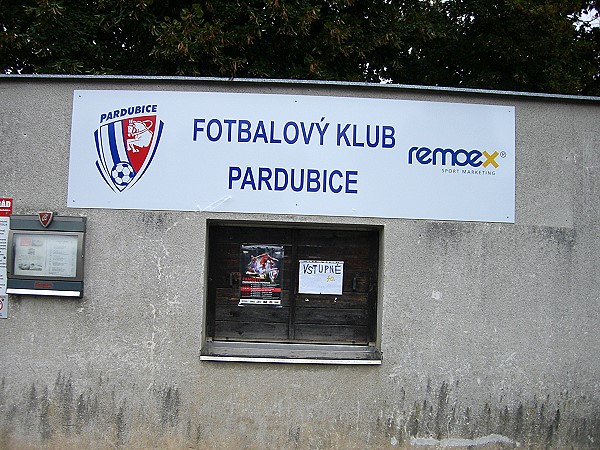 PARDUBICE
FOTBALOVÝ KLUB
PARDUBICE
remoex®
SPORT MARKETING
VSTUPNÉ